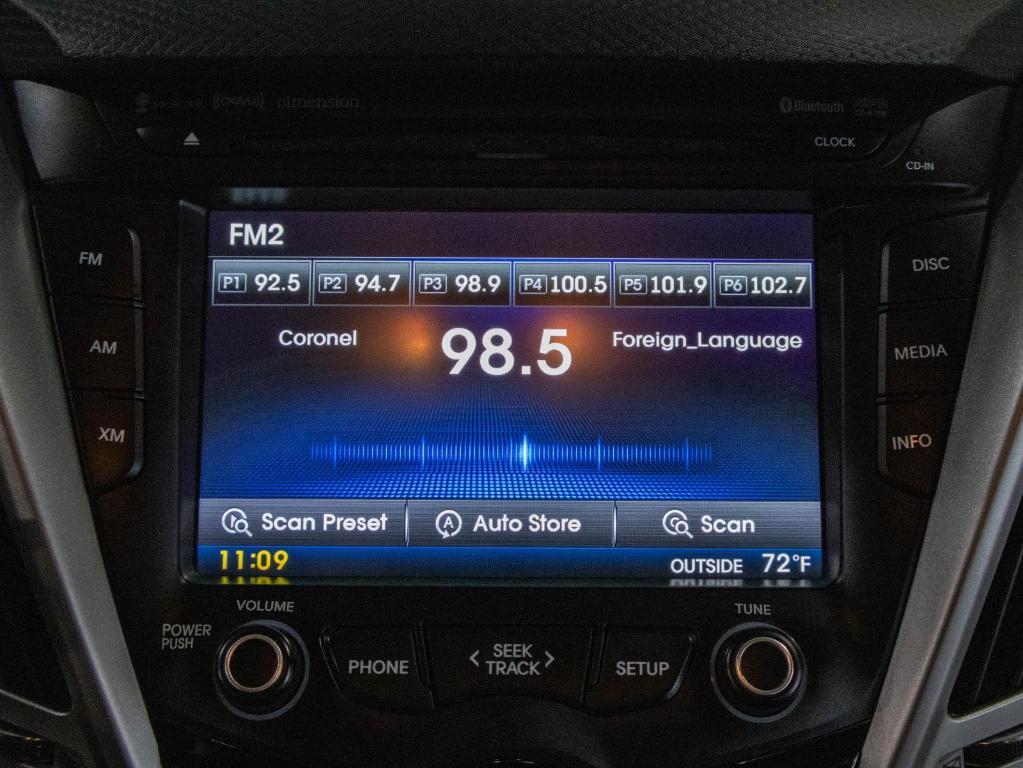 ((XM)) DIMENSION
Bluetooth
CLOCK
CD-IN
FM
AM
XM
DISC
MEDIA
INFO
FM2
P1 92.5 P2 94.7 P3 98.9 P4 100.5 P5 101.9 P6 102.7
Coronel 98.5 Foreign_Language
Scan Preset Auto Store Scan
11:09 OUTSIDE 72°F
VOLUME
POWER
PUSH
PHONE
< SEEK >
TRACK
SETUP
TUNE